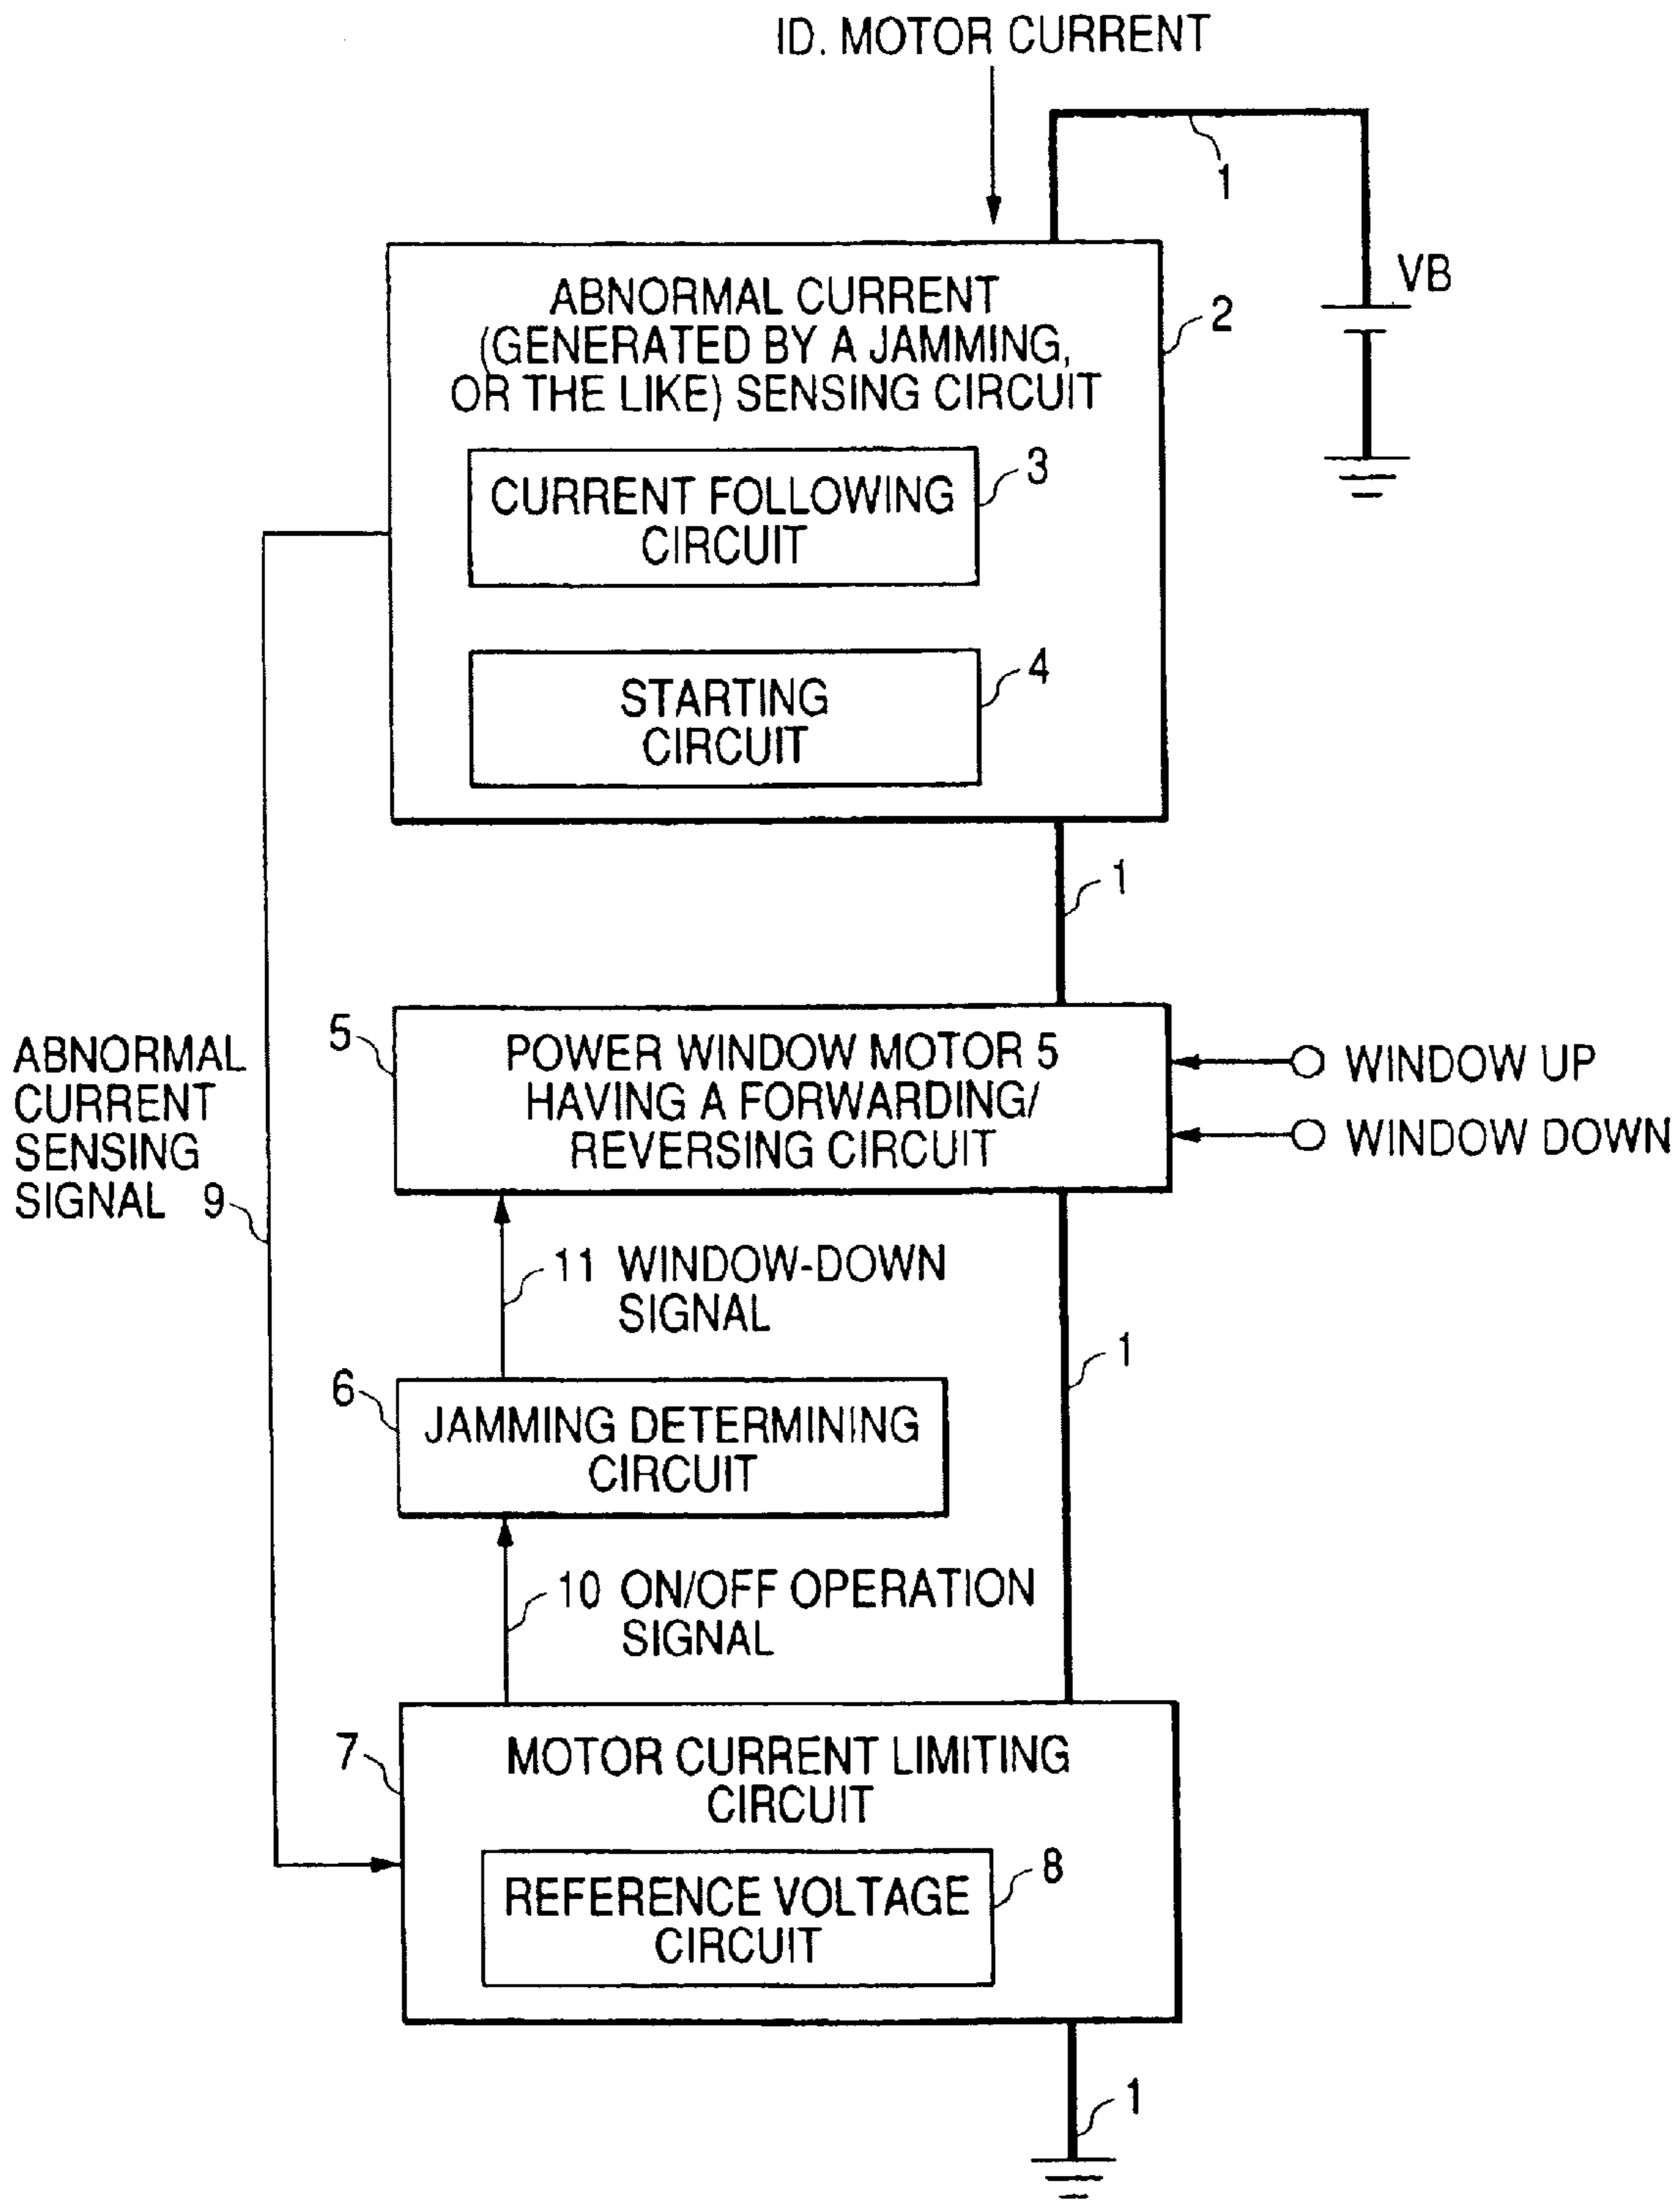 ID. MOTOR CURRENT
1
VB
ABNORMAL CURRENT
(GENERATED BY A JAMMING,
OR THE LIKE) SENSING CIRCUIT
2
CURRENT FOLLOWING
CIRCUIT
3
STARTING
CIRCUIT
4
1
5
POWER WINDOW MOTOR 5
HAVING A FORWARDING/
REVERSING CIRCUIT
WINDOW UP
WINDOW DOWN
ABNORMAL
CURRENT
SENSING
SIGNAL 9
11 WINDOW-DOWN
SIGNAL
1
6
JAMMING DETERMINING
CIRCUIT
10 ON/OFF OPERATION
SIGNAL
7
MOTOR CURRENT LIMITING
CIRCUIT
REFERENCE VOLTAGE
CIRCUIT
8
1